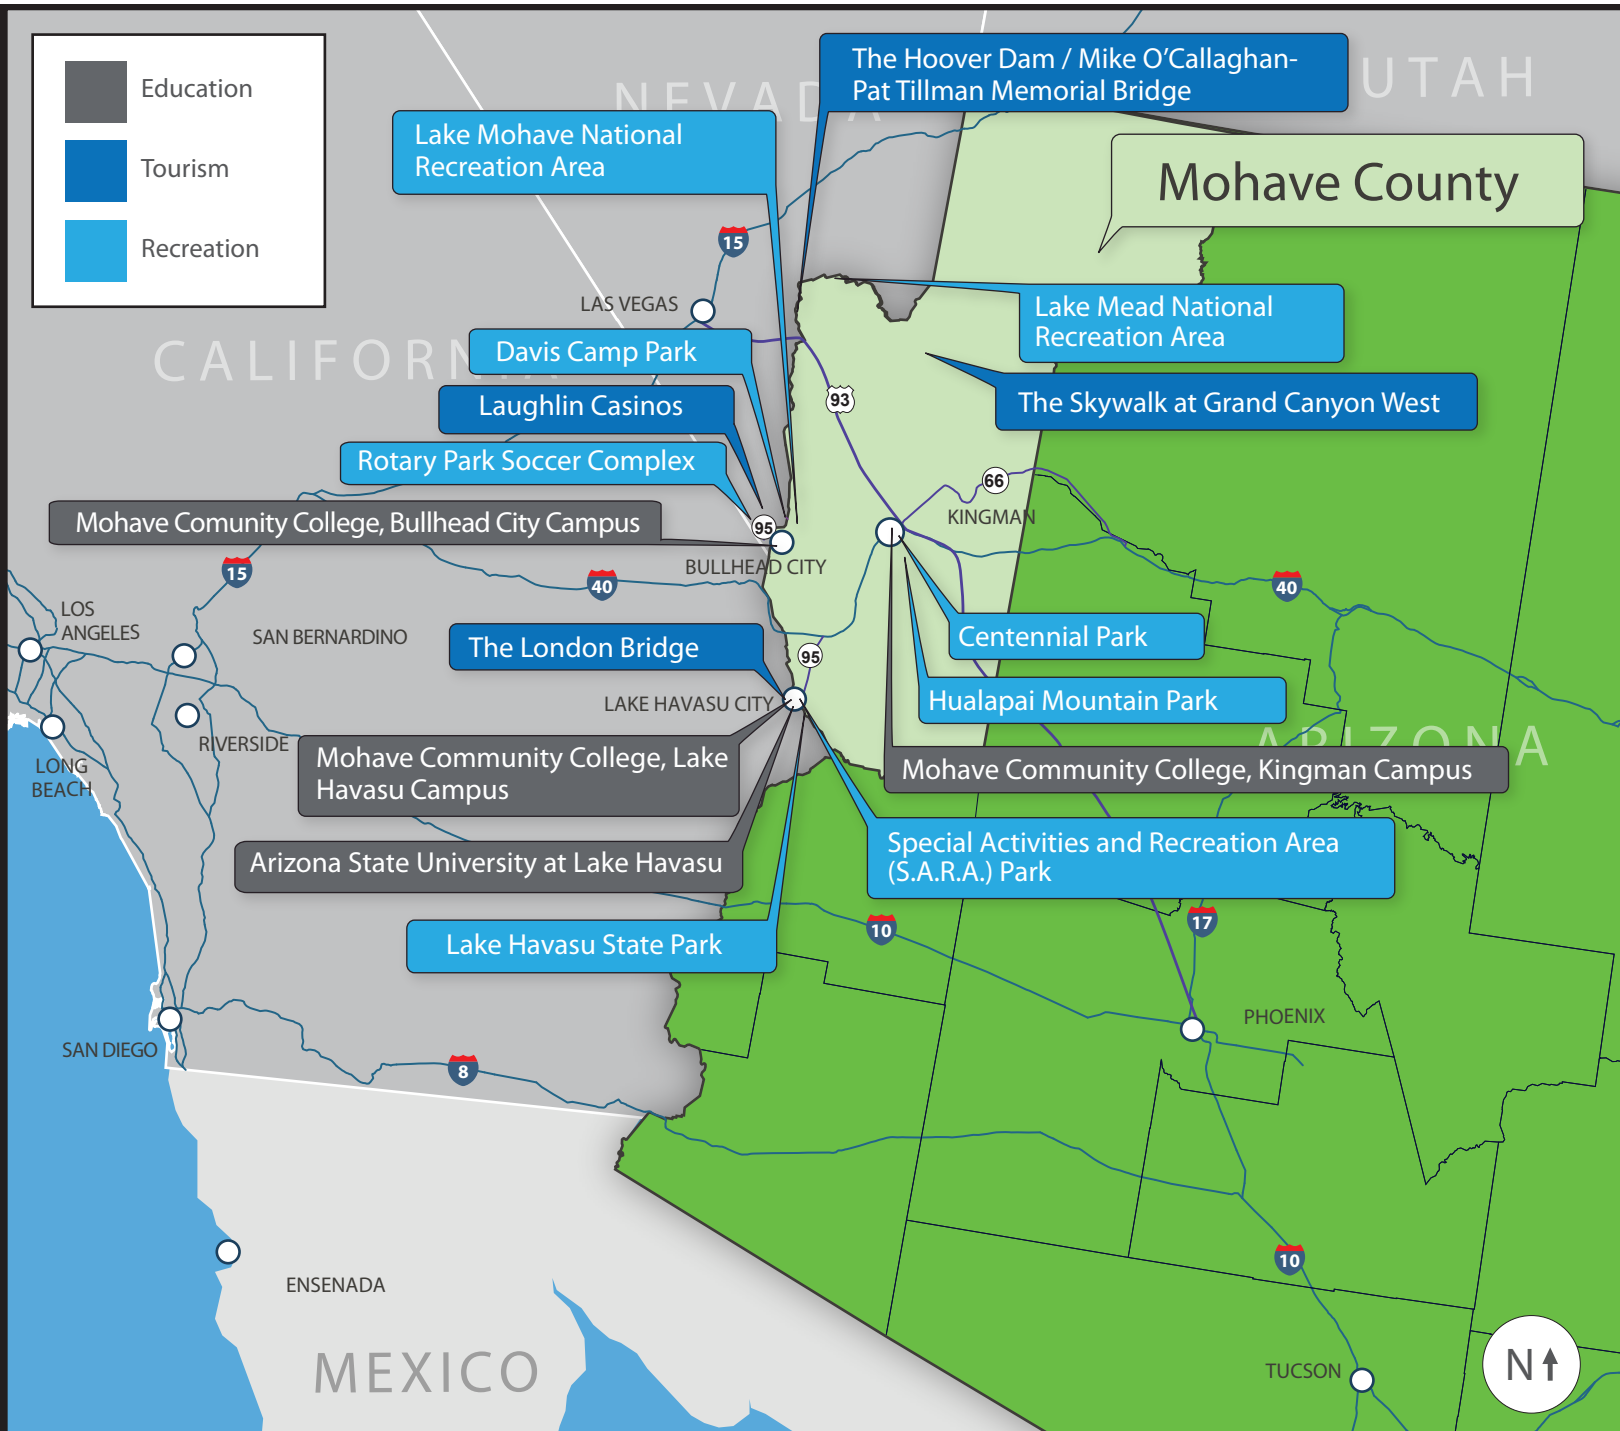 Education
Tourism
Recreation
NEVADA
UTAH
CALIFORNIA
ARIZONA
MEXICO
The Hoover Dam / Mike O'Callaghan-
Pat Tillman Memorial Bridge
Lake Mohave National
Recreation Area
Mohave County
15
LAS VEGAS
Lake Mead National
Recreation Area
Davis Camp Park
The Skywalk at Grand Canyon West
93
Laughlin Casinos
Rotary Park Soccer Complex
66
KINGMAN
Mohave Comunity College, Bullhead City Campus
95
BULLHEAD CITY
15
40
40
LOS
ANGELES
SAN BERNARDINO
The London Bridge
95
Centennial Park
LAKE HAVASU CITY
Hualapai Mountain Park
RIVERSIDE
LONG
BEACH
Mohave Community College, Lake
Havasu Campus
Mohave Community College, Kingman Campus
Arizona State University at Lake Havasu
Special Activities and Recreation Area
(S.A.R.A.) Park
Lake Havasu State Park
10
17
PHOENIX
SAN DIEGO
8
10
ENSENADA
TUCSON
N